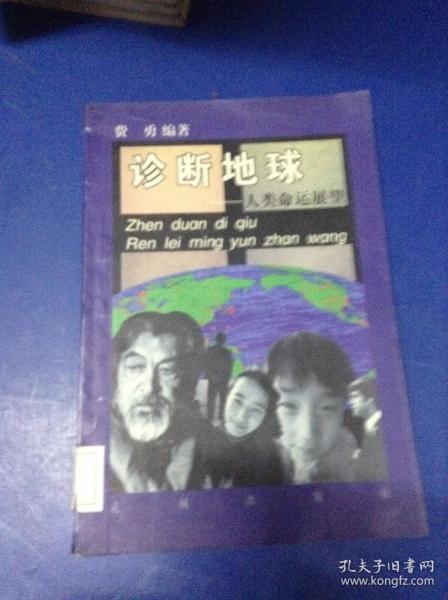 费 勇 编著
诊断地球
——人类命运展望
Zhen duan di qiu
Ren lei ming yun zhan wang
出
孔夫子旧书网
www.kongfz.com